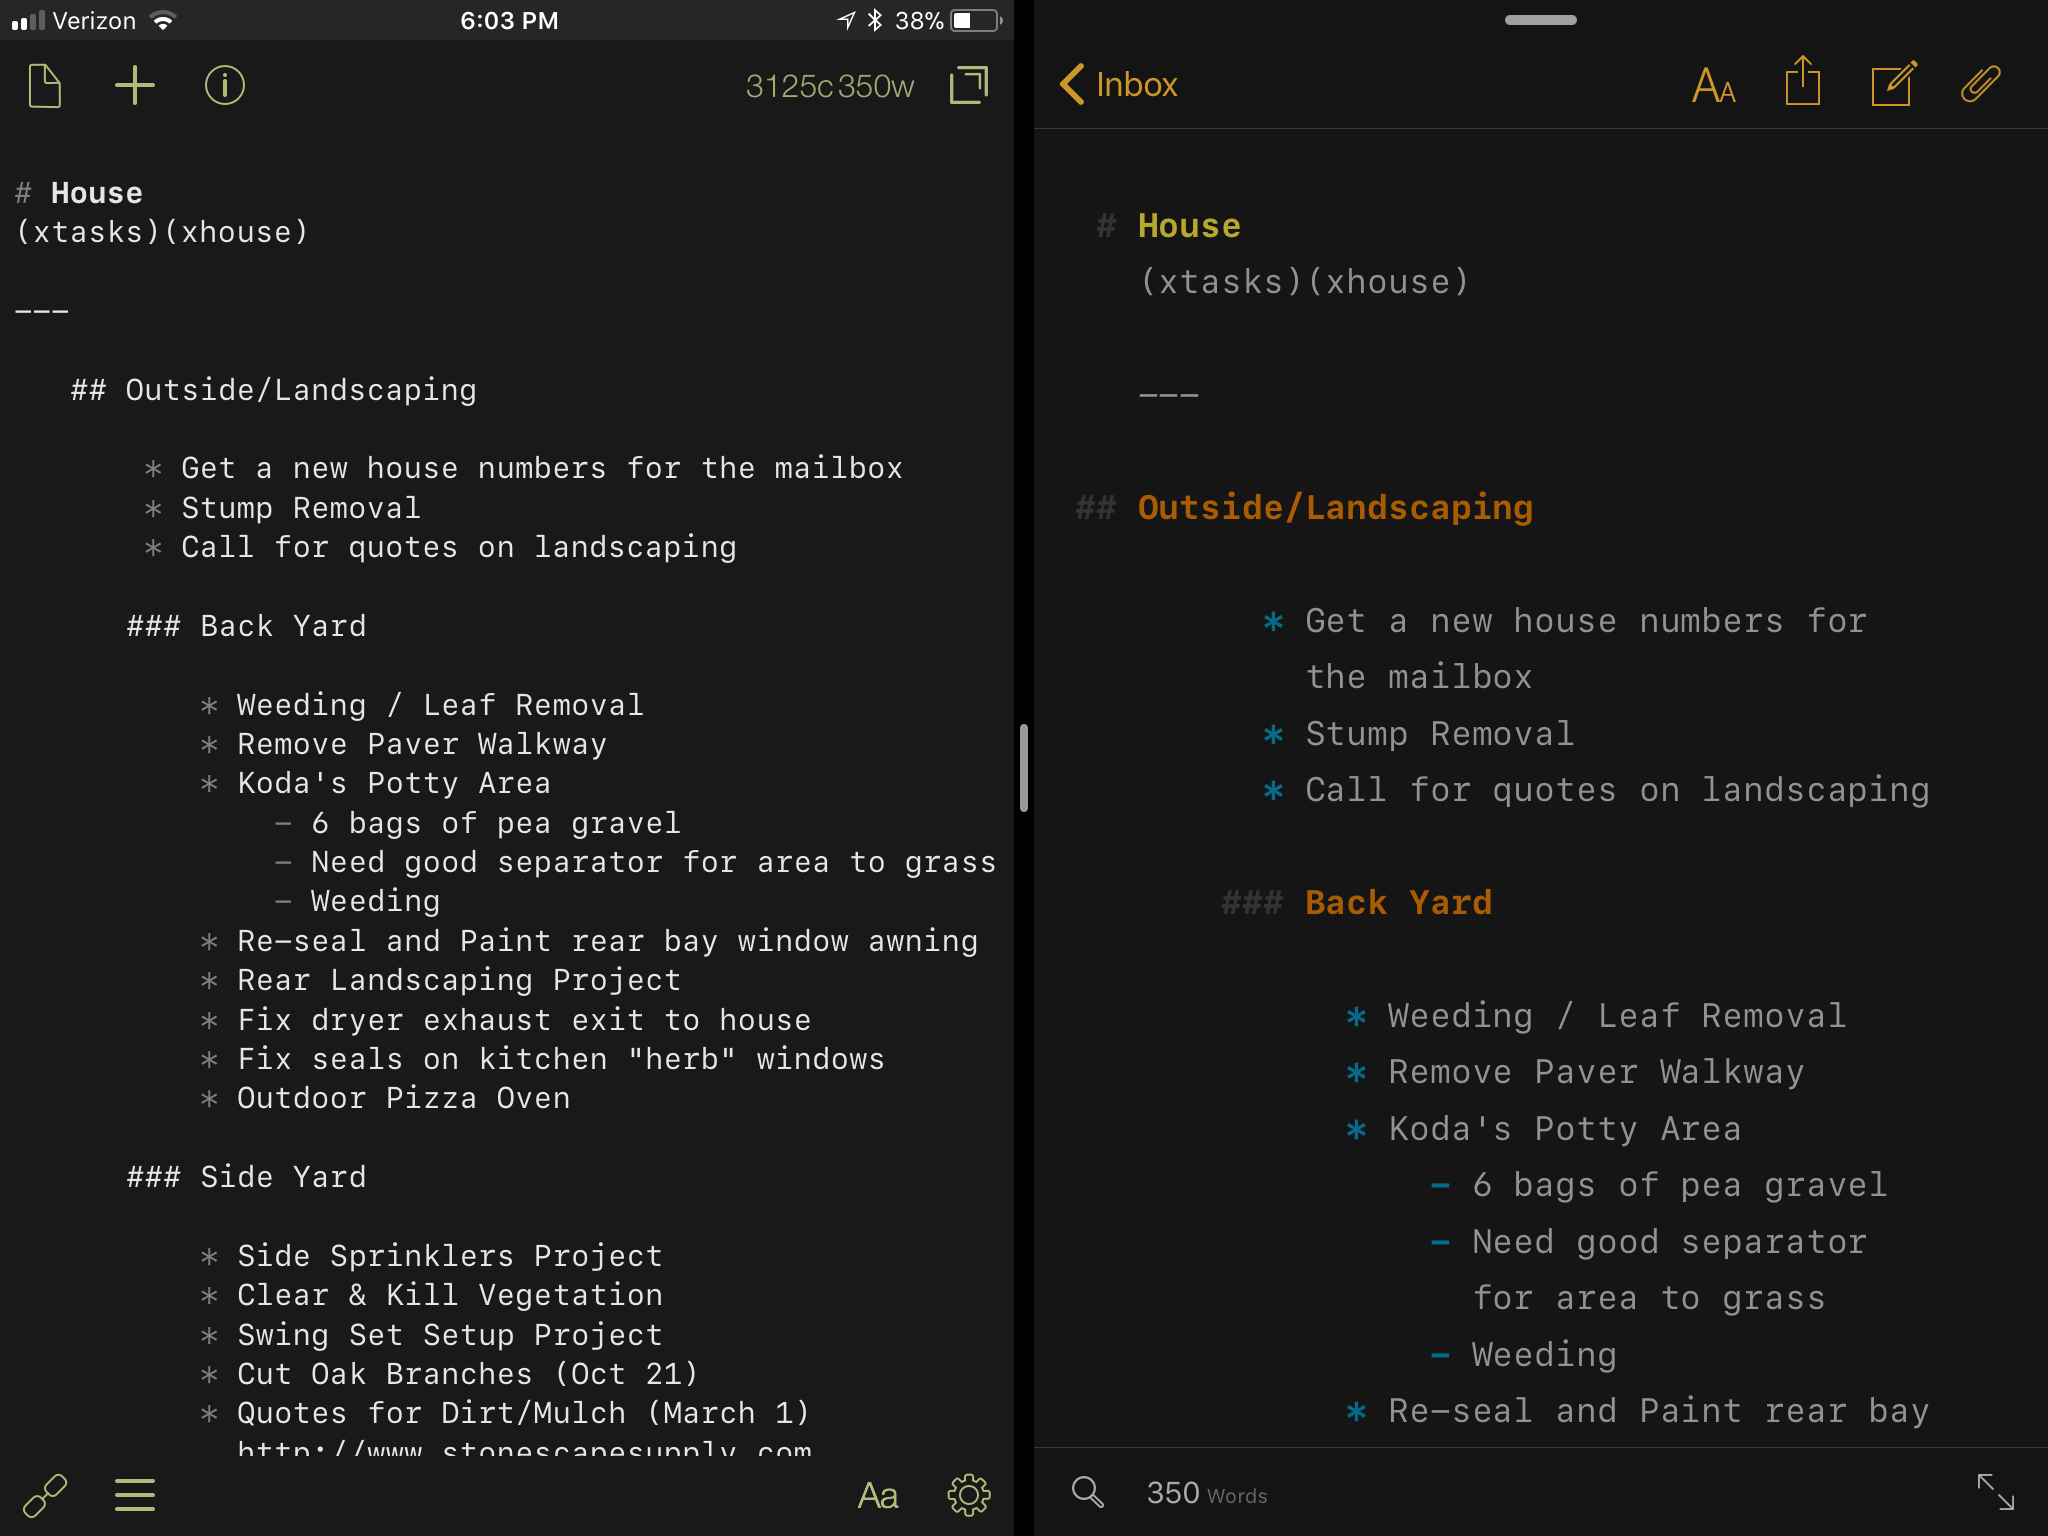 Verizon 6:03 PM 38%
3125c350w
# House
(xtasks)(xhouse)
---
## Outside/Landscaping
* Get a new house numbers for the mailbox
* Stump Removal
* Call for quotes on landscaping
### Back Yard
* Weeding / Leaf Removal
* Remove Paver Walkway
* Koda's Potty Area
- 6 bags of pea gravel
- Need good separator for area to grass
- Weeding
* Re-seal and Paint rear bay window awning
* Rear Landscaping Project
* Fix dryer exhaust exit to house
* Fix seals on kitchen "herb" windows
* Outdoor Pizza Oven
### Side Yard
* Side Sprinklers Project
* Clear & Kill Vegetation
* Swing Set Setup Project
* Cut Oak Branches (Oct 21)
* Quotes for Dirt/Mulch (March 1)
http://www.stonescapesupply.com
Aa
Inbox
AA
# House
(xtasks)(xhouse)
---
## Outside/Landscaping
* Get a new house numbers for
the mailbox
* Stump Removal
* Call for quotes on landscaping
### Back Yard
* Weeding / Leaf Removal
* Remove Paver Walkway
* Koda's Potty Area
- 6 bags of pea gravel
- Need good separator
for area to grass
- Weeding
* Re-seal and Paint rear bay
350 Words